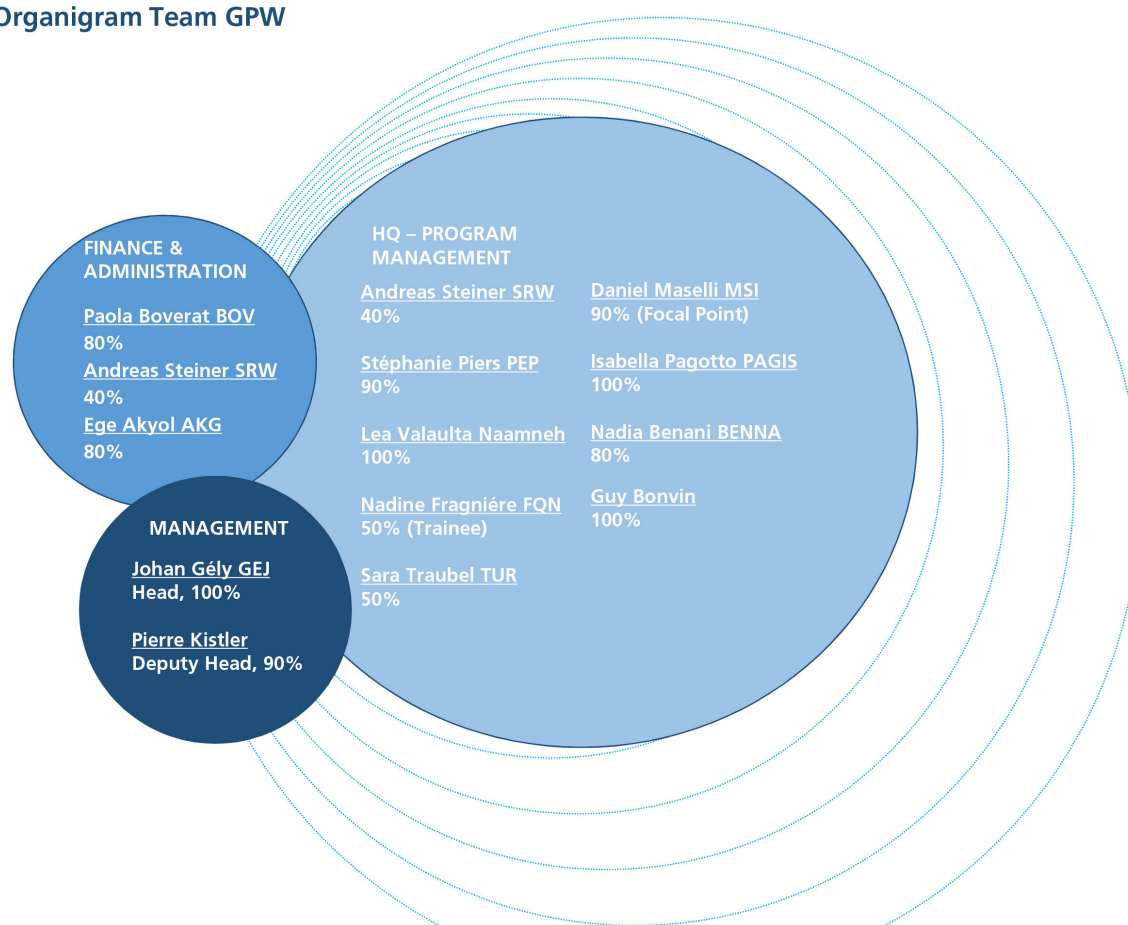 Organigram Team GPW
FINANCE &
ADMINISTRATION
Paola Boverat BOV
80%
Andreas Steiner SRW
40%
Ege Akyol AKG
80%
MANAGEMENT
Johan Gély GEJ
Head, 100%
Pierre Kistler
Deputy Head, 90%
HQ – PROGRAM
MANAGEMENT
Andreas Steiner SRW
40%
Stéphanie Piers PEP
90%
Lea Valaulta Naamneh
100%
Nadine Fragniére FQN
50% (Trainee)
Sara Traubel TUR
50%
Daniel Maselli MSI
90% (Focal Point)
Isabella Pagotto PAGIS
100%
Nadia Benani BENNA
80%
Guy Bonvin
100%